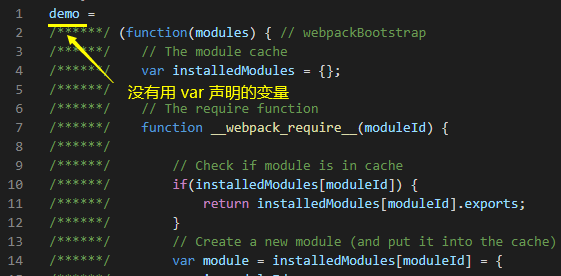 1 demo =
2 /******/ (function(modules) { // webpackBootstrap
3 /******/ // The module cache
4 /******/ var installedModules = {};
5 /******/
没有用 var 声明的变量
6 /******/ // The require function
7 /******/ function __webpack_require__(moduleId) {
8 /******/
9 /******/ // Check if module is in cache
10 /******/ if(installedModules[moduleId]) {
11 /******/ return installedModules[moduleId].exports;
12 /******/ }
13 /******/ // Create a new module (and put it into the cache)
14 /******/ var module = installedModules[moduleId] = {